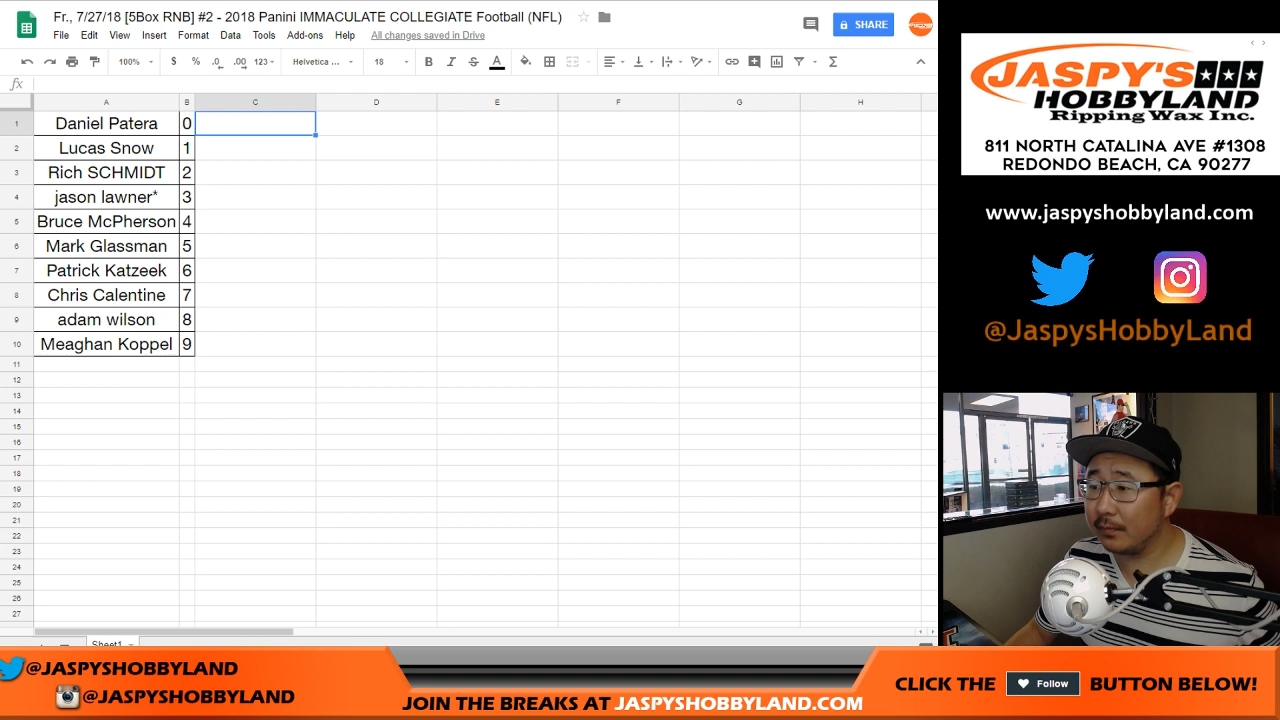 Fr., 7/27/18 [5Box RNB] #2 - 2018 Panini IMMACULATE COLLEGIATE Football (NFL)
File Edit View Insert Format Data Tools Add-ons Help All changes saved in Drive
SHARE
100% $ % .0 .00 123 Helvetica ... 18 B I S A
fx
A B C D E F G H
1 Daniel Patera 0
2 Lucas Snow 1
3 Rich SCHMIDT 2
4 jason lawner* 3
5 Bruce McPherson 4
6 Mark Glassman 5
7 Patrick Katzeek 6
8 Chris Calentine 7
9 adam wilson 8
10 Meaghan Koppel 9
11
12
13
14
15
16
17
18
19
20
21
22
23
24
25
26
27
Sheet1
JASPY'S
HOBBYLAND
Ripping Wax Inc.
811 NORTH CATALINA AVE #1308
REDONDO BEACH, CA 90277
www.jaspyshobbyland.com
@JaspysHobbyLand
@JASPYSHOBBYLAND
@JASPYSHOBBYLAND
JOIN THE BREAKS AT JASPYSHOBBYLAND.COM
CLICK THE Follow BUTTON BELOW!